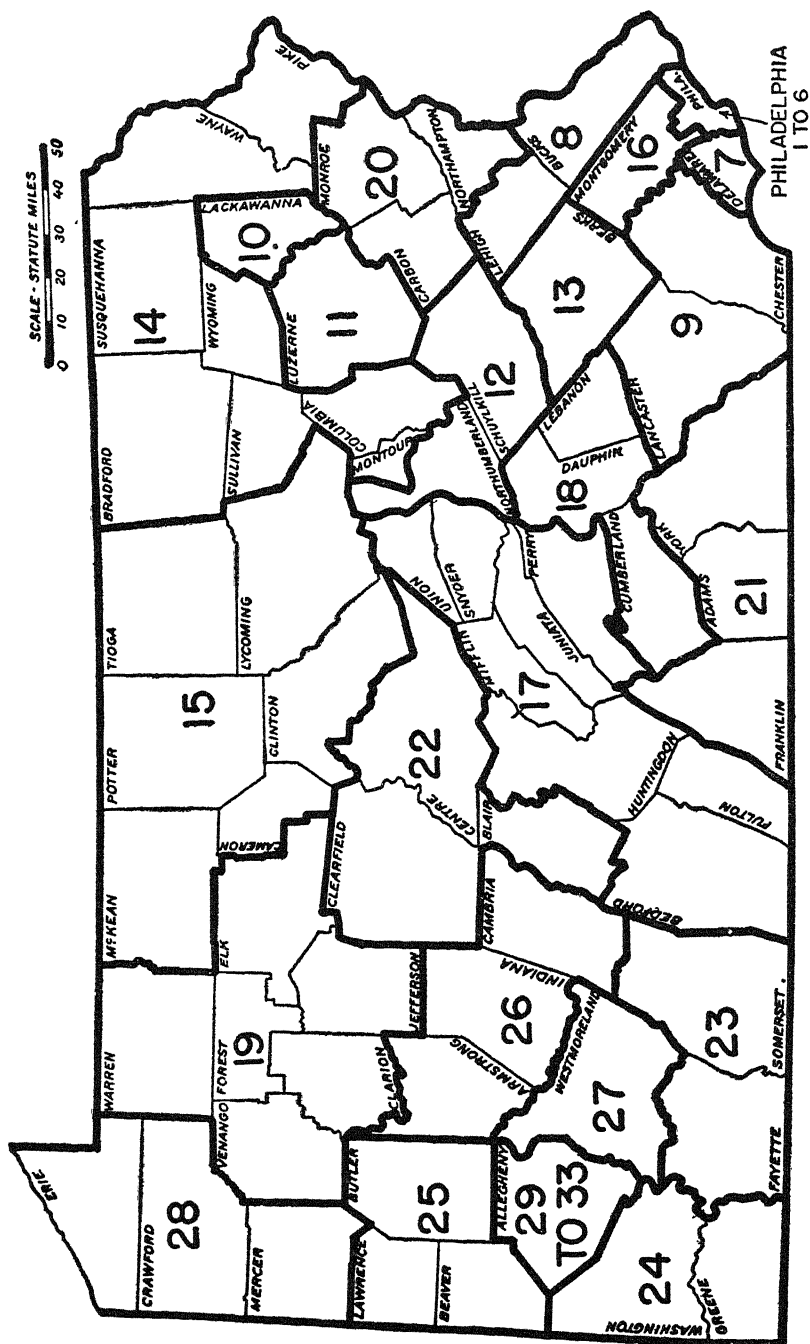 SCALE - STATUTE MILES
0 10 20 30 40 50
ERIE
CRAWFORD
28
MERCER
WARREN
VENANGO
FOREST
19
McKEAN
ELK
CAMERON
POTTER
15
CLINTON
TIOGA
LYCOMING
BRADFORD
SULLIVAN
SUSQUEHANNA
14
WYOMING
WAYNE
PIKE
LACKAWANNA
10
MONROE
20
LUZERNE
11
CARBON
NORTHAMPTON
COLUMBIA
MONTOUR
LAWRENCE
BEAVER
BUTLER
25
CLARION
JEFFERSON
CLEARFIELD
CENTRE
22
UNION
SNYDER
MIFFLIN
NORTHUMBERLAND
SCHUYLKILL
12
LEHIGH
ARMSTRONG
26
INDIANA
CAMBRIA
BLAIR
HUNTINGDON
17
JUNIATA
PERRY
DAUPHIN
18
LEBANON
BERKS
13
BUCKS
8
MONTGOMERY
16
ALLEGHENY
29
TO 33
WESTMORELAND
27
WASHINGTON
24
GREENE
FAYETTE
SOMERSET.
23
BEDFORD
FULTON
FRANKLIN
CUMBERLAND
ADAMS
21
YORK
LANCASTER
9
CHESTER
DELAWARE
7
PHILA.
PHILADELPHIA
1 TO 6